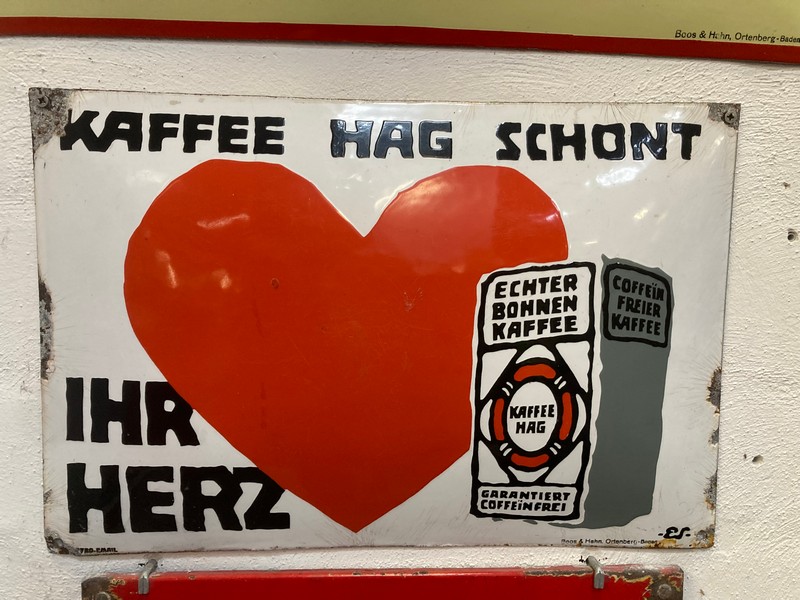 Boos & Hahn, Ortenberg-Baden
KAFFEE HAG SCHONT
IHR
HERZ
ECHTER
BOHNEN
KAFFEE
KAFFEE
HAG
GARANTIERT
COFFEÏNFREI
COFFEÏN
FREIER
KAFFEE
-ES-
Boos & Hahn, Ortenberg-Baden